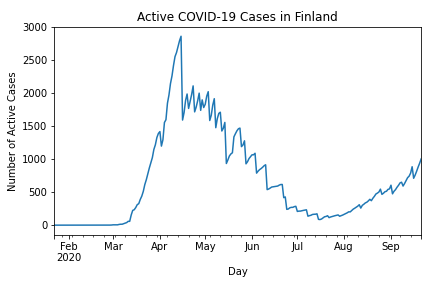 Active COVID-19 Cases in Finland
3000
2500
2000
1500
1000
500
0
Number of Active Cases
Feb Mar Apr May Jun Jul Aug Sep
2020
Day